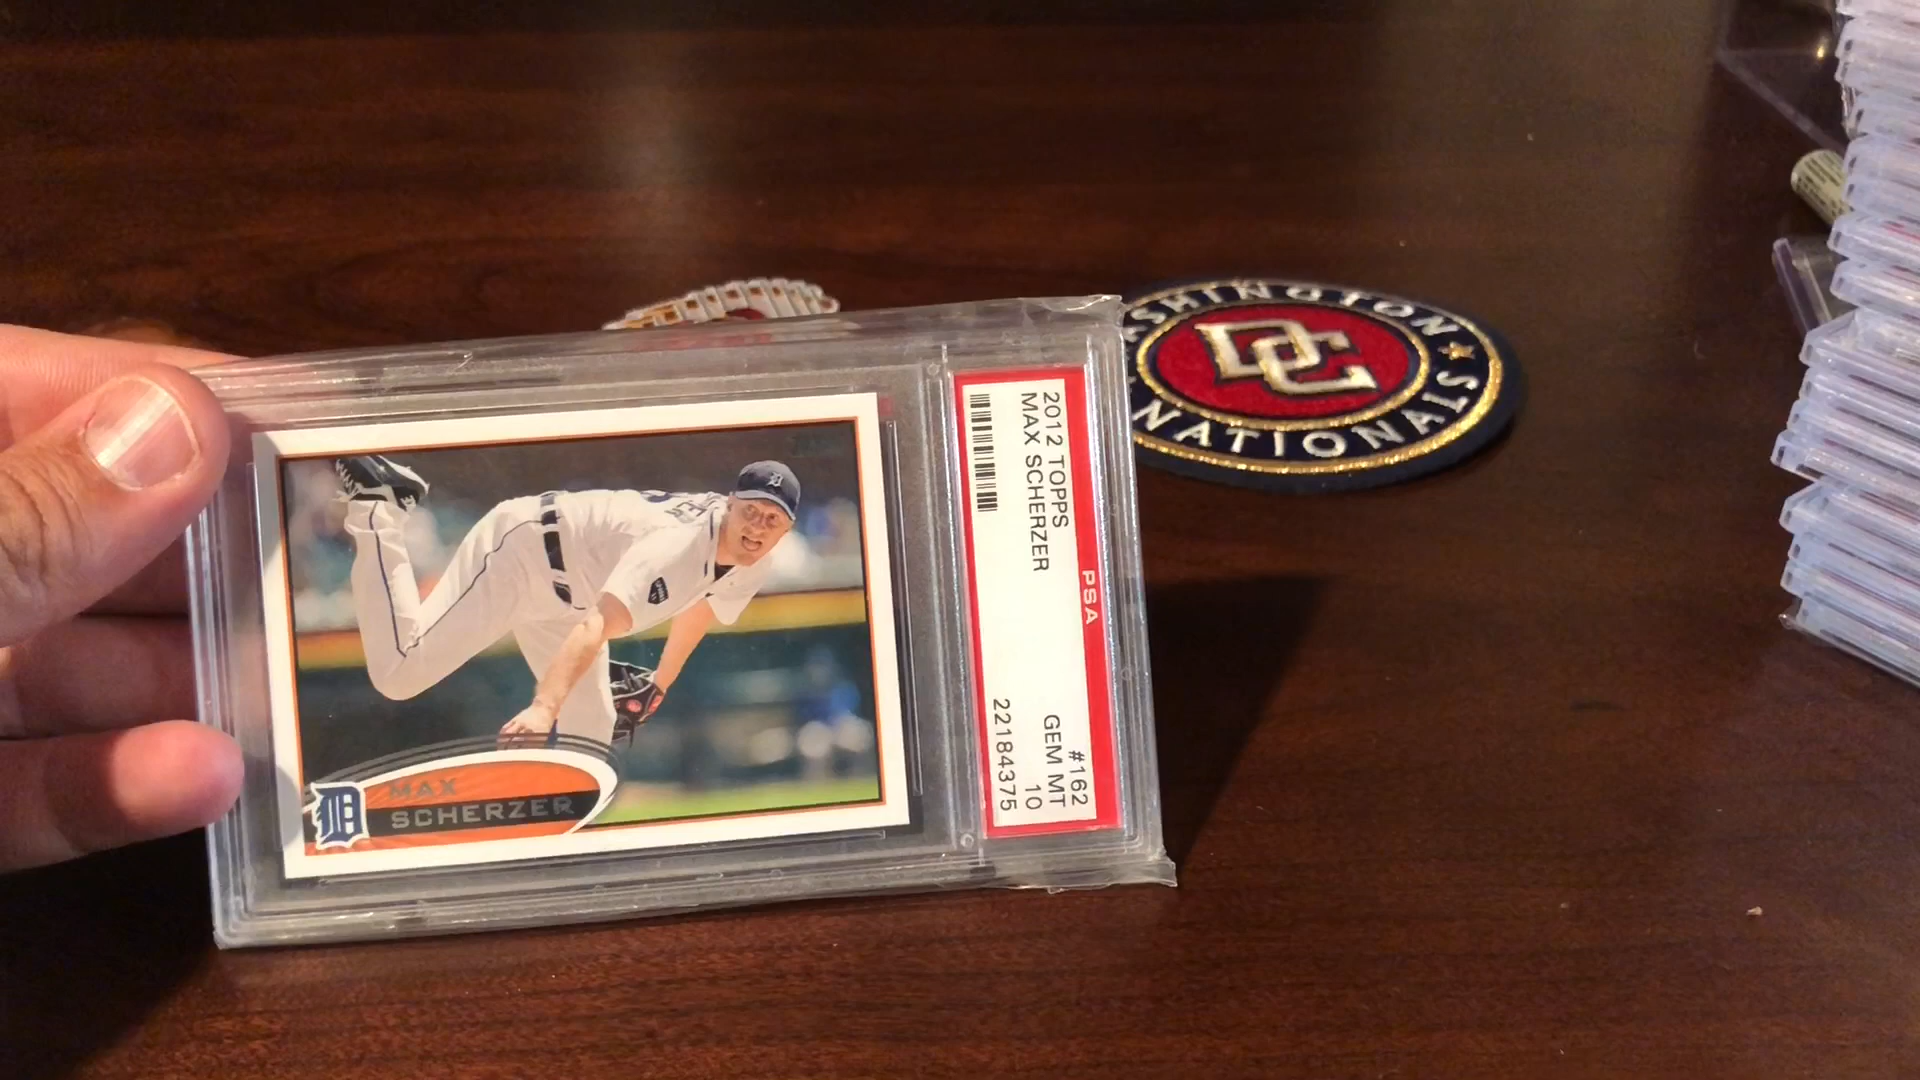 MAX
SCHERZER
2012 TOPPS
MAX SCHERZER
#162
GEM MT
10
22184375
PSA
WASHINGTON
NATIONALS
DC